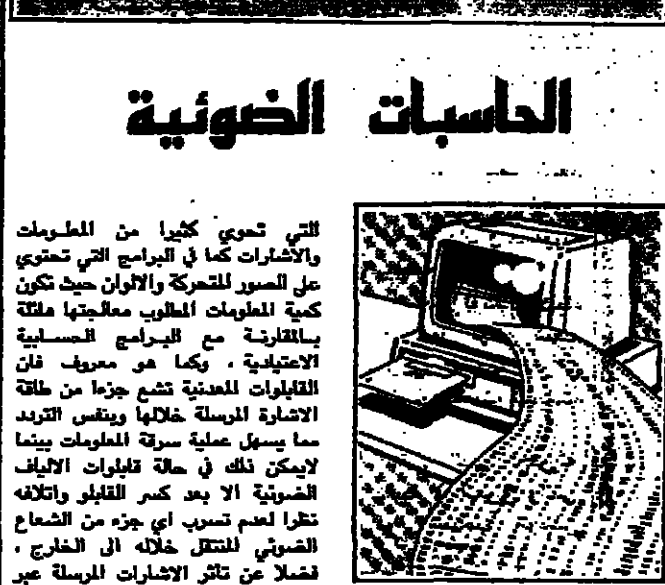 الحاسبات الضوئية
التي تحوي كثيرا من المعلومات
والاشارات كما في البرامج التي تحتوي
على الصور المتحركة والالوان حيث تكون
كمية المعلومات المطلوب معالجتها هائلة
بالمقارنة مع البرامج الحسابية
الاعتيادية ، وكما هو معروف فان
القابلوات المعدنية تشع جزءا من طاقة
الاشارة المرسلة خلالها وبنفس التردد
مما يسهل عملية سرقة المعلومات بينما
لايمكن ذلك في حالة قابلوات الالياف
الضوئية الا بعد كسر القابلو واتلافه
نظرا لعدم تسرب اي جزء من الشعاع
الضوئي المنتقل خلاله الى الخارج ،
فضلا عن تأثر الاشارات المرسلة عبر